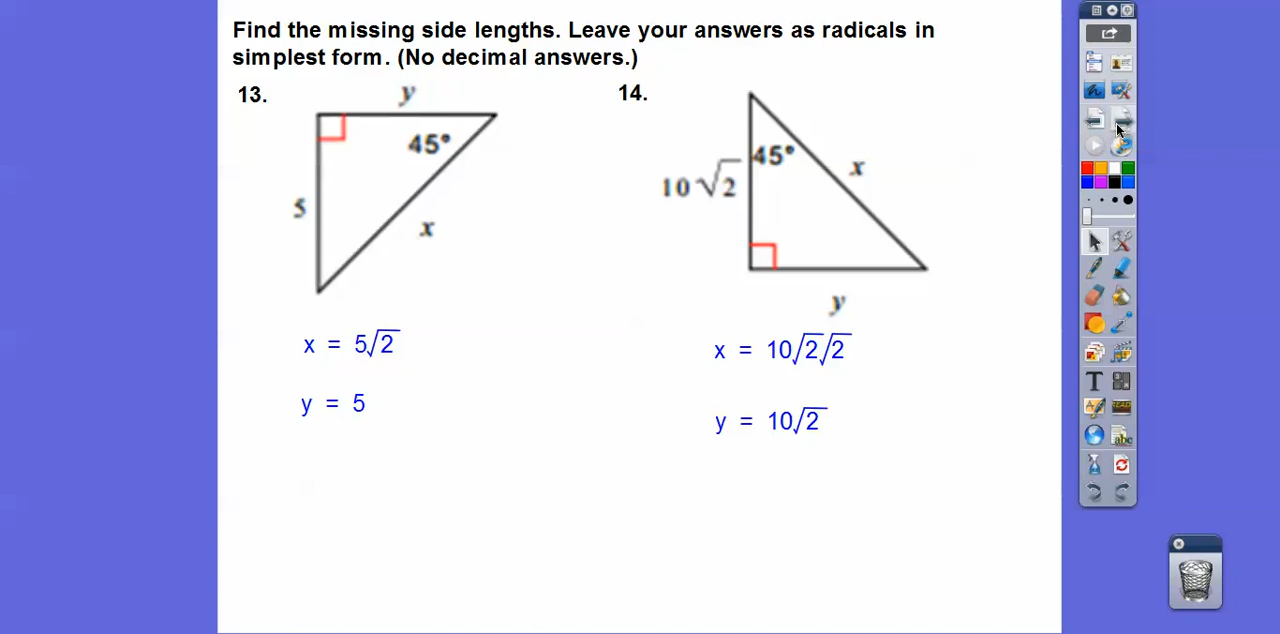 Find the missing side lengths. Leave your answers as radicals in
simplest form. (No decimal answers.)
13.
y
45°
5
x
x = 5√2
y = 5
14.
45°
10√2
x
y
x = 10√2√2
y = 10√2
T
abc